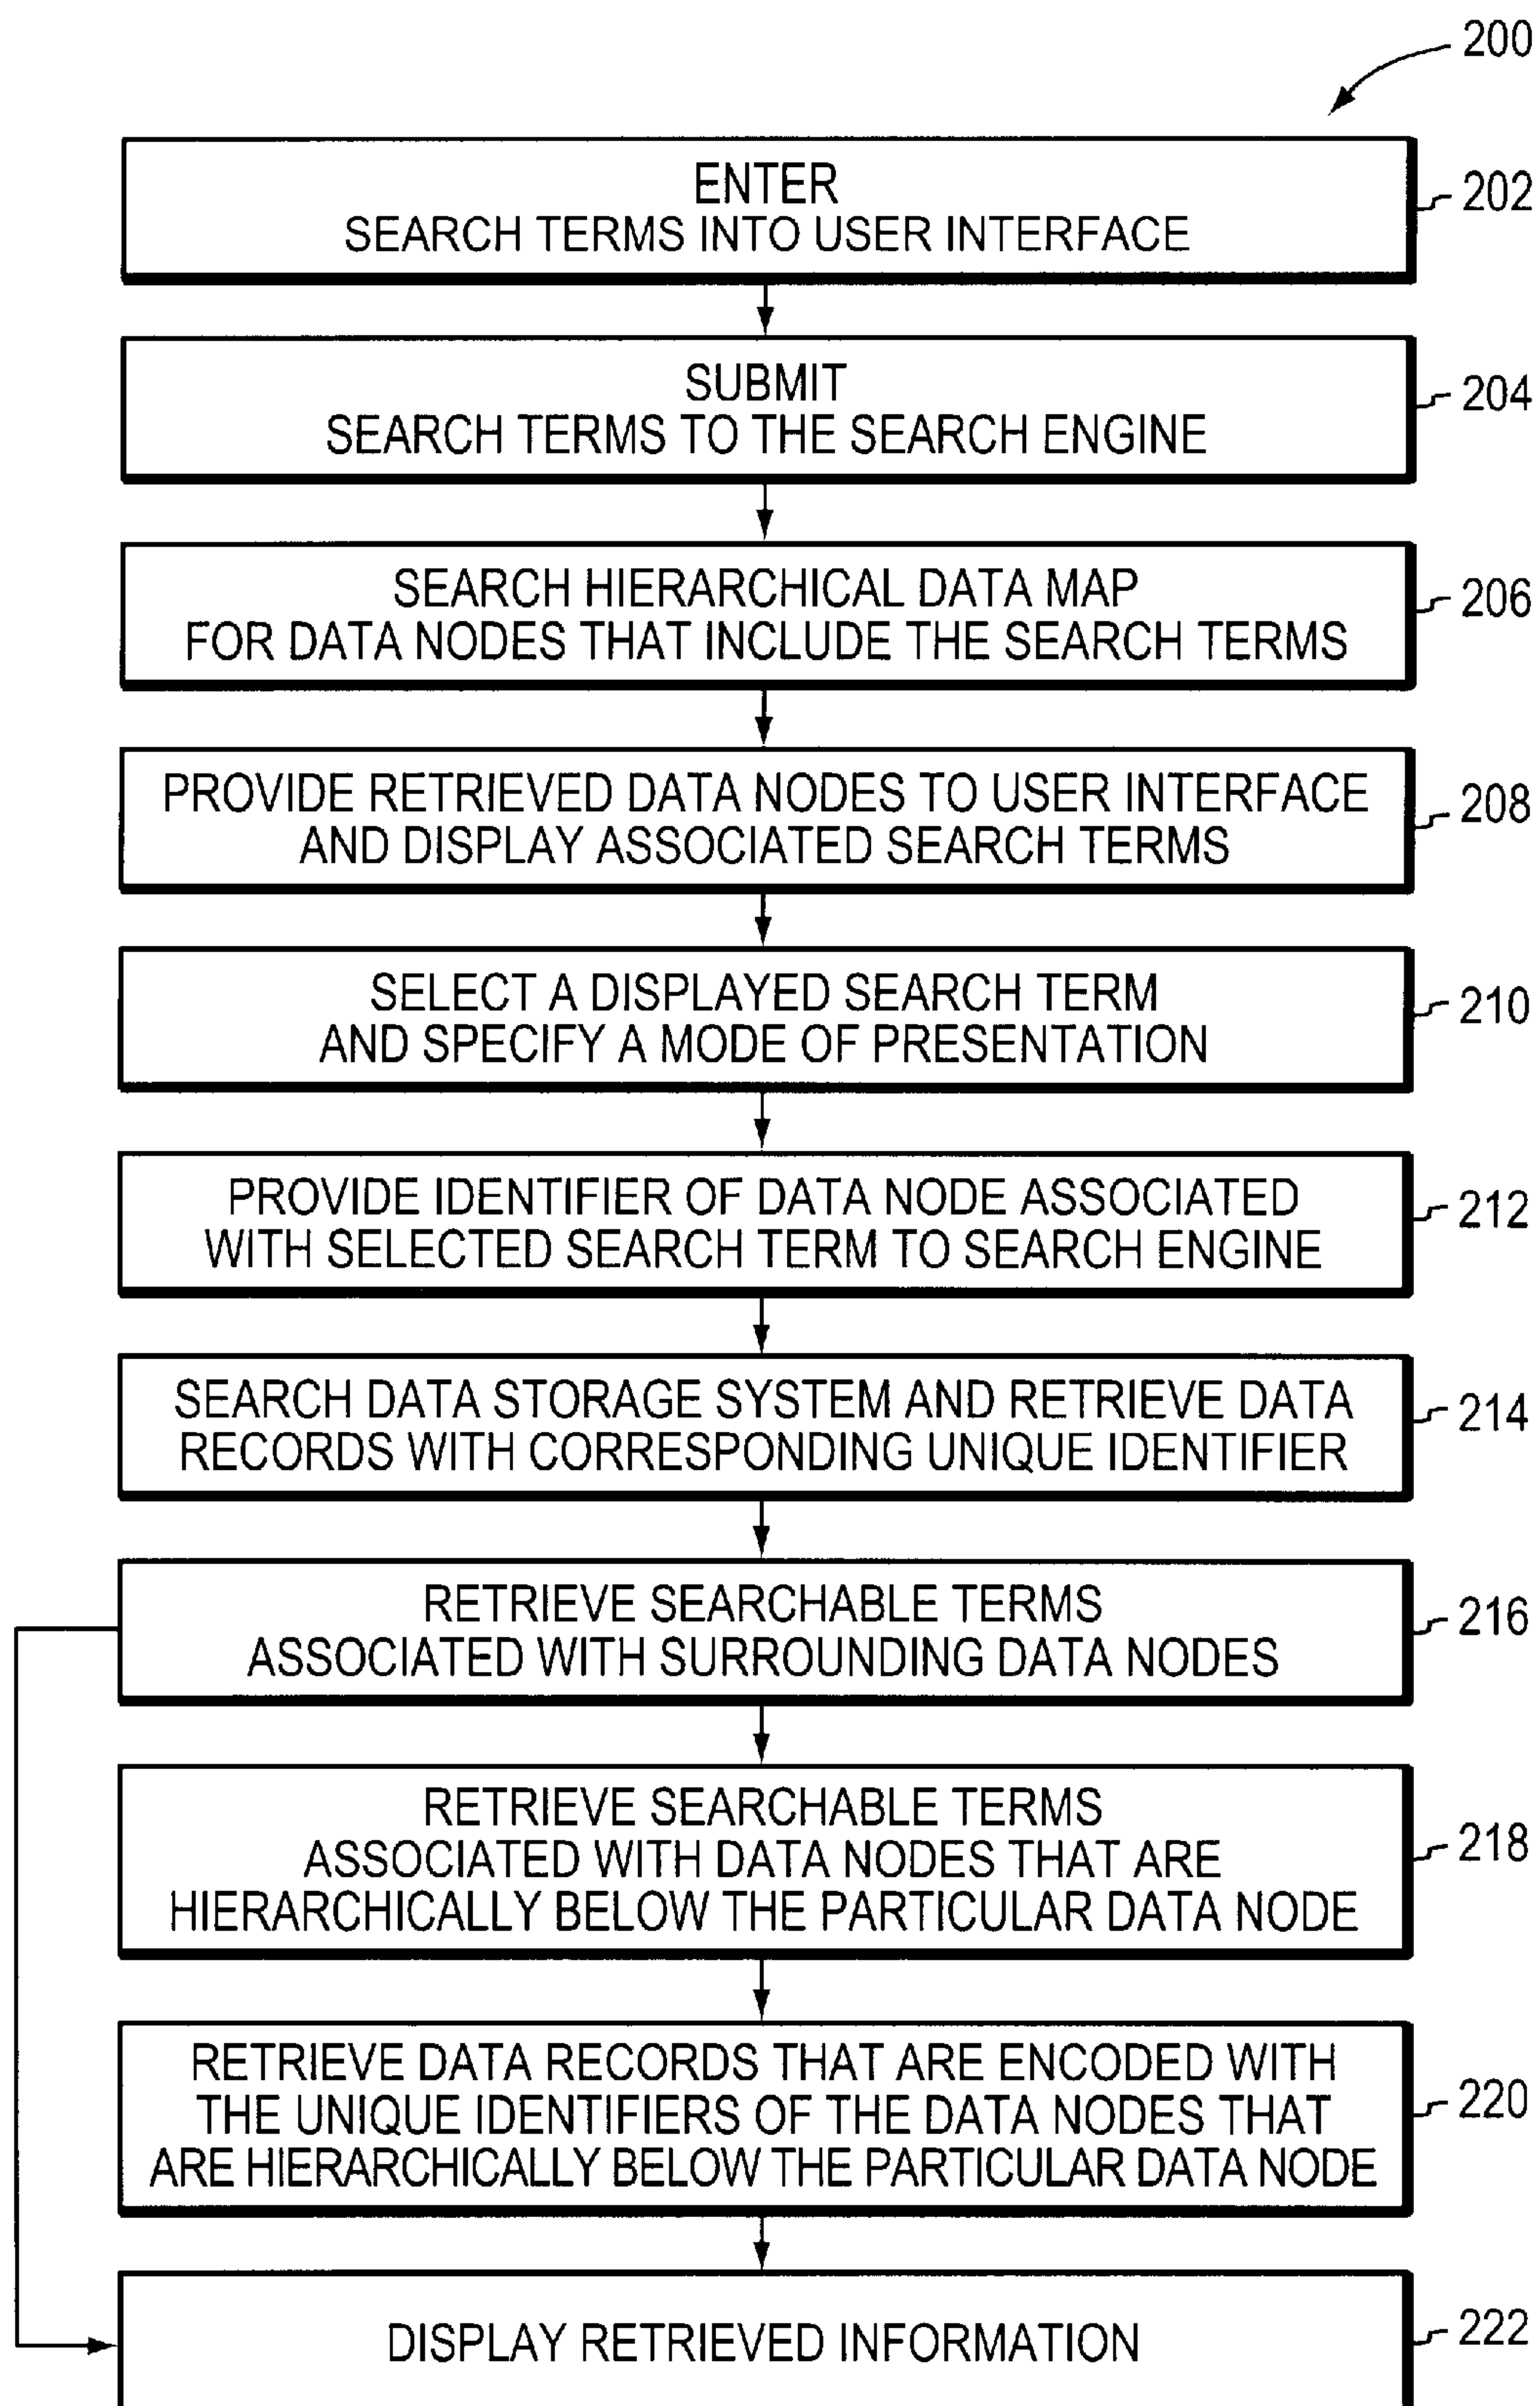 200
ENTER
SEARCH TERMS INTO USER INTERFACE
202
SUBMIT
SEARCH TERMS TO THE SEARCH ENGINE
204
SEARCH HIERARCHICAL DATA MAP
FOR DATA NODES THAT INCLUDE THE SEARCH TERMS
206
PROVIDE RETRIEVED DATA NODES TO USER INTERFACE
AND DISPLAY ASSOCIATED SEARCH TERMS
208
SELECT A DISPLAYED SEARCH TERM
AND SPECIFY A MODE OF PRESENTATION
210
PROVIDE IDENTIFIER OF DATA NODE ASSOCIATED
WITH SELECTED SEARCH TERM TO SEARCH ENGINE
212
SEARCH DATA STORAGE SYSTEM AND RETRIEVE DATA
RECORDS WITH CORRESPONDING UNIQUE IDENTIFIER
214
RETRIEVE SEARCHABLE TERMS
ASSOCIATED WITH SURROUNDING DATA NODES
216
RETRIEVE SEARCHABLE TERMS
ASSOCIATED WITH DATA NODES THAT ARE
HIERARCHICALLY BELOW THE PARTICULAR DATA NODE
218
RETRIEVE DATA RECORDS THAT ARE ENCODED WITH
THE UNIQUE IDENTIFIERS OF THE DATA NODES THAT
ARE HIERARCHICALLY BELOW THE PARTICULAR DATA NODE
220
DISPLAY RETRIEVED INFORMATION
222